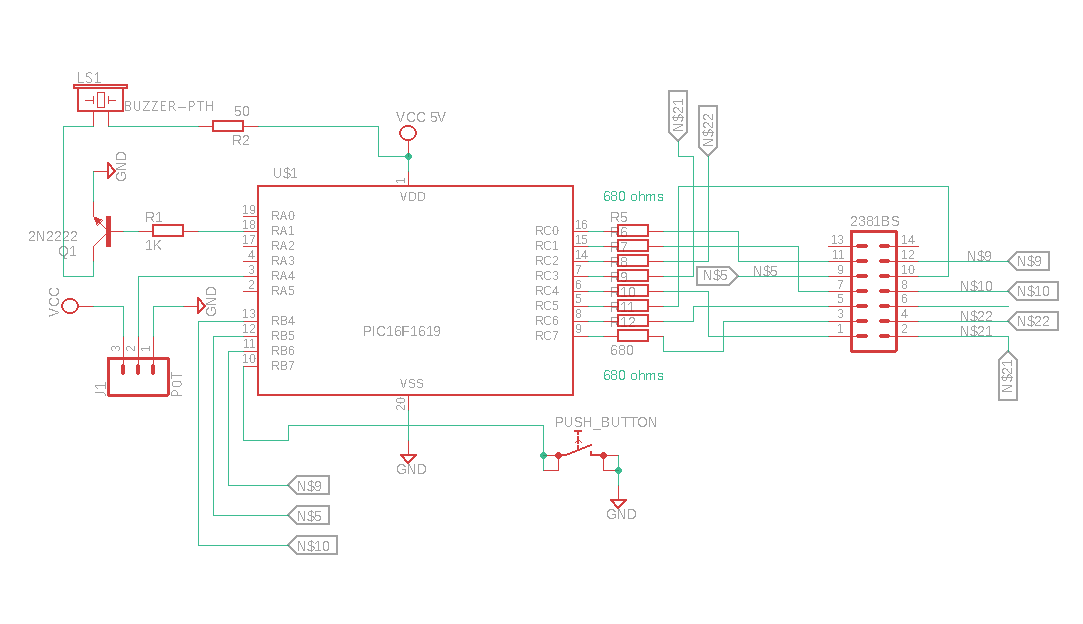 LS1
BUZZER-PTH
50
R2
VCC 5V
N$21
N$22
GND
U$1
1
VDD
680 ohms
R5
2N2222
Q1
R1
1K
19 RA0
18 RA1
17 RA2
4 RA3
3 RA4
2 RA5
13 RB4
12 RB5
11 RB6
10 RB7
RC0 16
RC1 15
RC2 14
RC3 7
RC4 6
RC5 5
RC6 8
RC7 9
R6
R7
R8
R9
R10
R11
R12
680
680 ohms
N$5
N$5
2381BS
13 14
11 12
9 10
7 8
5 6
3 4
1 2
N$9
N$9
N$10
N$10
N$22
N$22
N$21
N$21
VCC
GND
3
2
1
J1
POT
PIC16F1619
VSS
20
GND
PUSH_BUTTON
GND
N$9
N$5
N$10